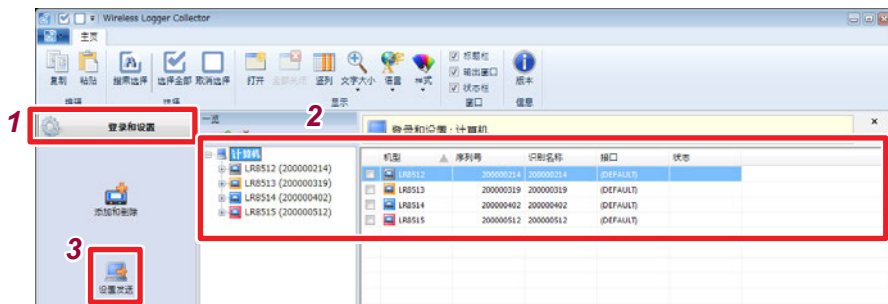 Wireless Logger Collector
主页
复制 粘贴 搜索选择 选择全部 取消选择 打开 全部关闭 竖列 文字大小 语言 样式 版本
标题栏
输出窗口
状态栏
编辑 选择 显示 窗口 信息
1 登录和设置
一览
2
登录和设置 : 计算机
计算机
LR8512 (200000214)
LR8513 (200000319)
LR8514 (200000402)
LR8515 (200000512)
机型 序列号 识别名称 接口 状态
LR8512 200000214 200000214 (DEFAULT)
LR8513 200000319 200000319 (DEFAULT)
LR8514 200000402 200000402 (DEFAULT)
LR8515 200000512 200000512 (DEFAULT)
添加和删除
3
设置发送